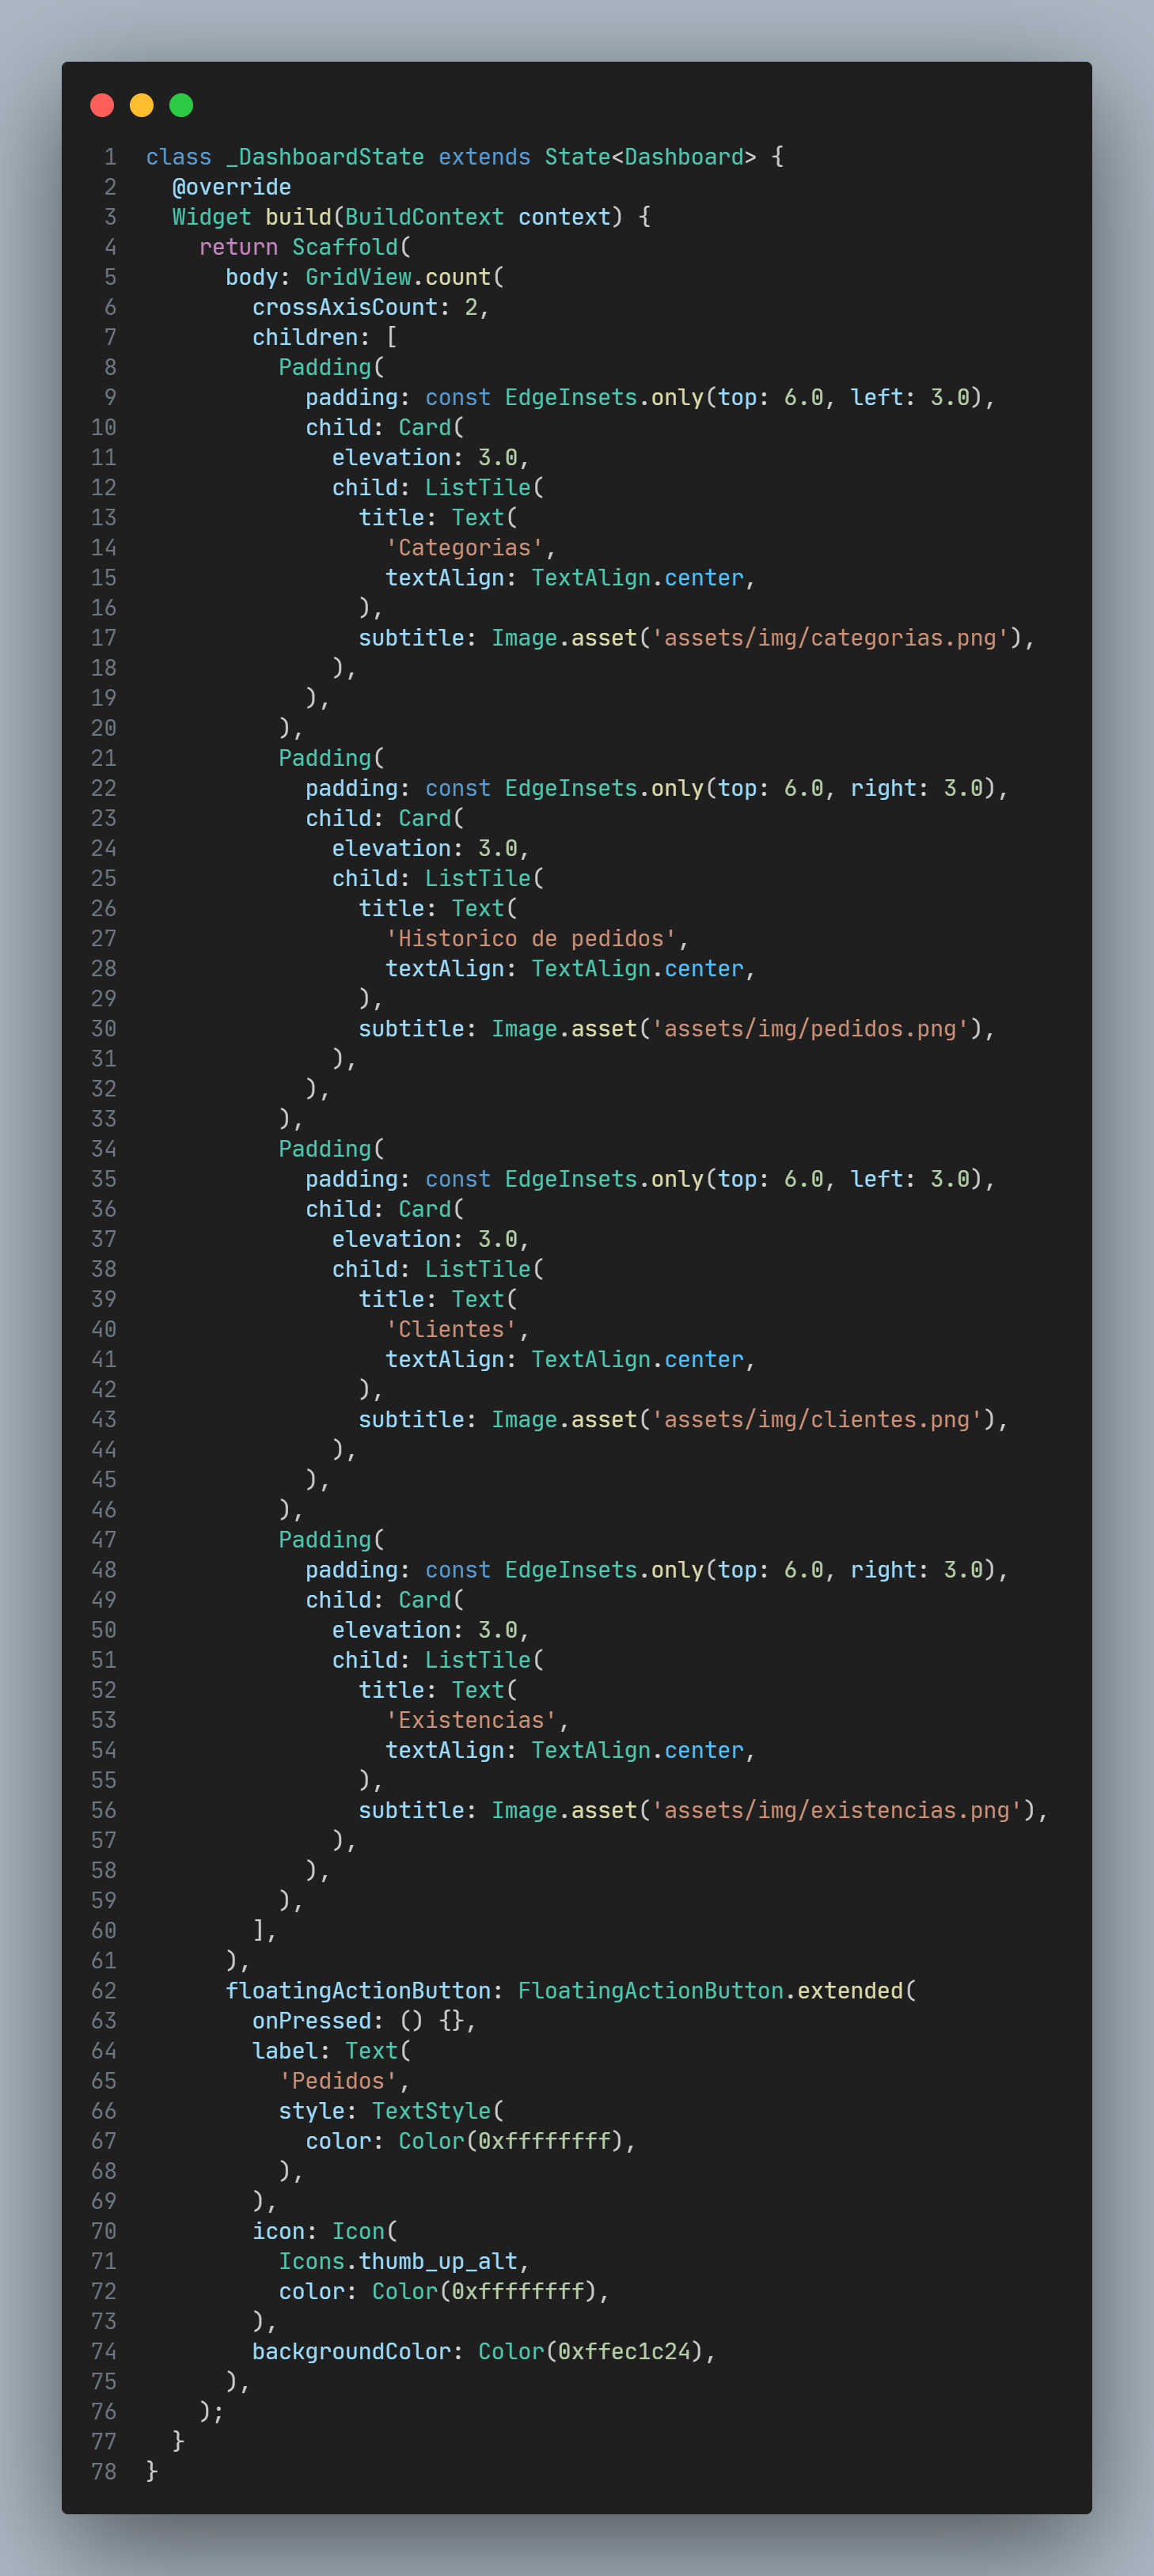 1 class _DashboardState extends State<Dashboard> {
2   @override
3   Widget build(BuildContext context) {
4     return Scaffold(
5       body: GridView.count(
6         crossAxisCount: 2,
7         children: [
8           Padding(
9             padding: const EdgeInsets.only(top: 6.0, left: 3.0),
10             child: Card(
11               elevation: 3.0,
12               child: ListTile(
13                 title: Text(
14                   'Categorias',
15                   textAlign: TextAlign.center,
16                 ),
17                 subtitle: Image.asset('assets/img/categorias.png'),
18               ),
19             ),
20           ),
21           Padding(
22             padding: const EdgeInsets.only(top: 6.0, right: 3.0),
23             child: Card(
24               elevation: 3.0,
25               child: ListTile(
26                 title: Text(
27                   'Historico de pedidos',
28                   textAlign: TextAlign.center,
29                 ),
30                 subtitle: Image.asset('assets/img/pedidos.png'),
31               ),
32             ),
33           ),
34           Padding(
35             padding: const EdgeInsets.only(top: 6.0, left: 3.0),
36             child: Card(
37               elevation: 3.0,
38               child: ListTile(
39                 title: Text(
40                   'Clientes',
41                   textAlign: TextAlign.center,
42                 ),
43                 subtitle: Image.asset('assets/img/clientes.png'),
44               ),
45             ),
46           ),
47           Padding(
48             padding: const EdgeInsets.only(top: 6.0, right: 3.0),
49             child: Card(
50               elevation: 3.0,
51               child: ListTile(
52                 title: Text(
53                   'Existencias',
54                   textAlign: TextAlign.center,
55                 ),
56                 subtitle: Image.asset('assets/img/existencias.png'),
57               ),
58             ),
59           ),
60         ],
61       ),
62       floatingActionButton: FloatingActionButton.extended(
63         onPressed: () {},
64         label: Text(
65           'Pedidos',
66           style: TextStyle(
67             color: Color(0xffffffff),
68           ),
69         ),
70         icon: Icon(
71           Icons.thumb_up_alt,
72           color: Color(0xffffffff),
73         ),
74         backgroundColor: Color(0xffec1c24),
75       ),
76     );
77   }
78 }